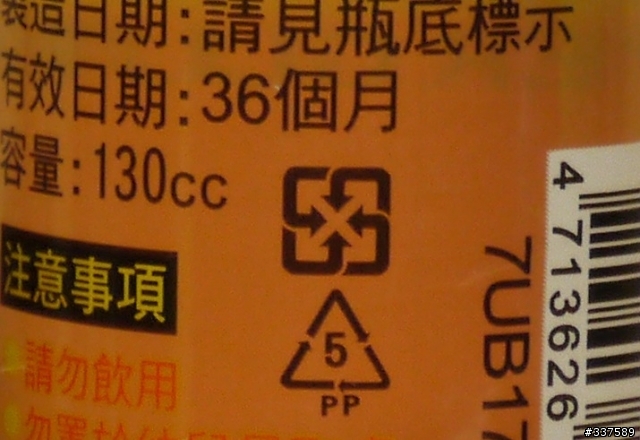 製造日期:請見瓶底標示
有效日期:36個月
容量:130cc
注意事項
請勿飲用
5
PP
7UB17
4 713626
#337589